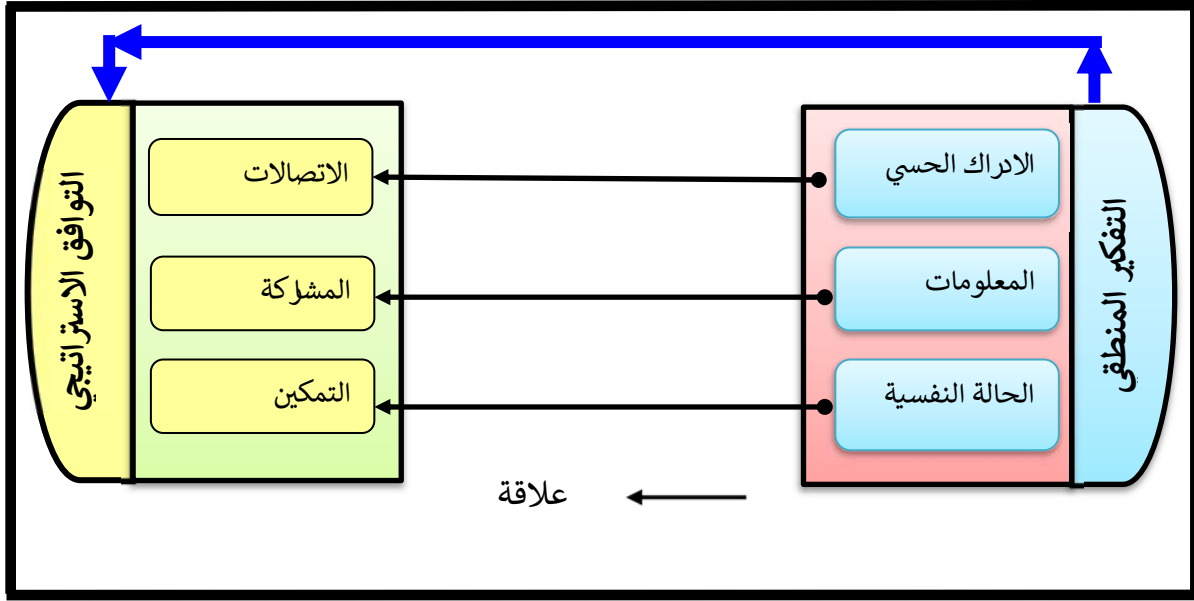 التفكير المنطقي
الادراك الحسي
المعلومات
الحالة النفسية
الاتصالات
المشاركة
التمكين
التوافق الاستراتيجي
علاقة